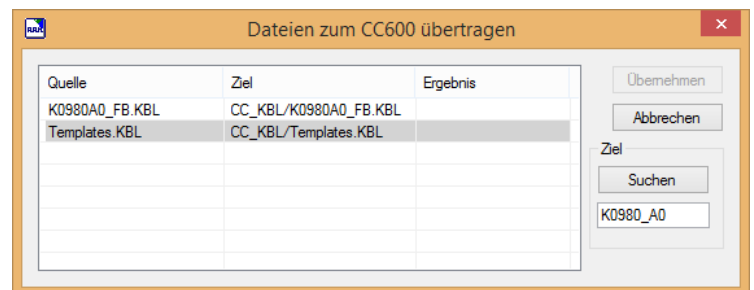 Dateien zum CC600 übertragen
Quelle Ziel Ergebnis
K0980A0_FB.KBL CC_KBL/K0980A0_FB.KBL
Templates.KBL CC_KBL/Templates.KBL
Übernehmen
Abbrechen
Ziel
Suchen
K0980_A0